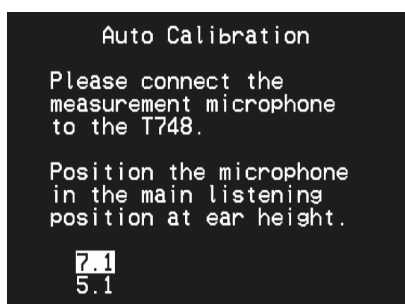 Auto Calibration
Please connect the
measurement microphone
to the T748.
Position the microphone
in the main listening
position at ear height.
7.1
5.1